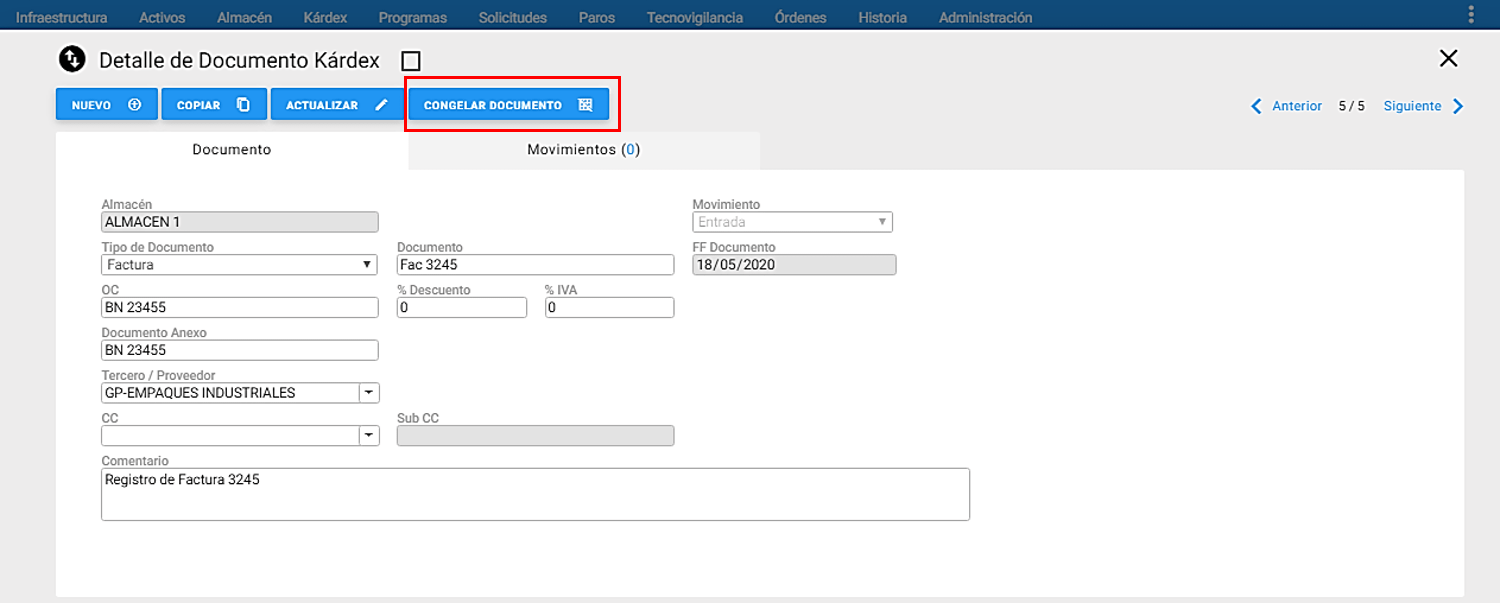 Infraestructura Activos Almacén Kárdex Programas Solicitudes Paros Tecnovigilancia Órdenes Historia Administración
Detalle de Documento Kárdex
NUEVO COPIAR ACTUALIZAR CONGELAR DOCUMENTO Anterior 5 / 5 Siguiente
Documento Movimientos (0)
Almacén Movimiento
ALMACEN 1 Entrada
Tipo de Documento Documento FF Documento
Factura Fac 3245 18/05/2020
OC % Descuento % IVA
BN 23455 0 0
Documento Anexo
BN 23455
Tercero / Proveedor
GP-EMPAQUES INDUSTRIALES
CC Sub CC
Comentario
Registro de Factura 3245